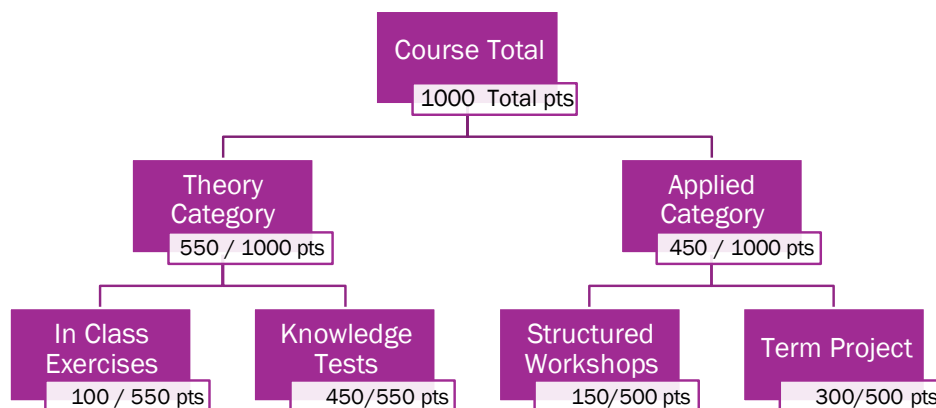 Course Total
1000 Total pts
Theory
Category
550 / 1000 pts
Applied
Category
450 / 1000 pts
In Class
Exercises
100 / 550 pts
Knowledge
Tests
450/550 pts
Structured
Workshops
150/500 pts
Term Project
300/500 pts